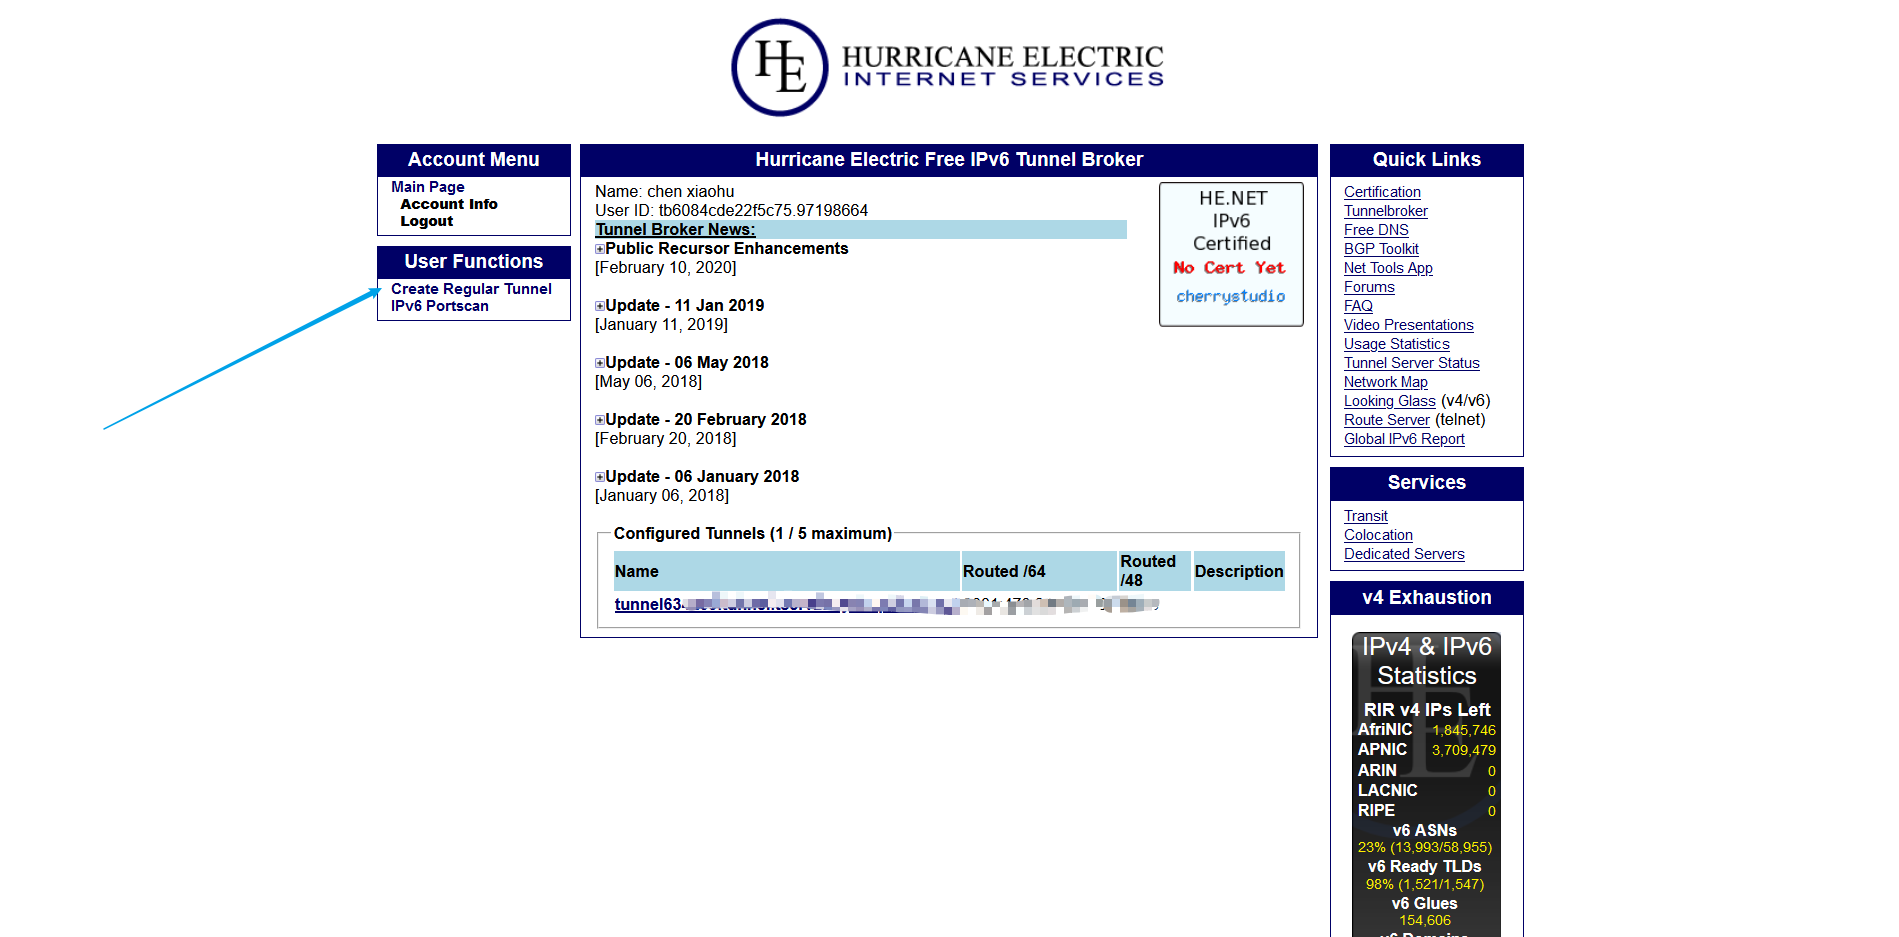 HE
HURRICANE ELECTRIC
INTERNET SERVICES
Account Menu
Main Page
Account Info
Logout
User Functions
Create Regular Tunnel
IPv6 Portscan
Hurricane Electric Free IPv6 Tunnel Broker
Name: chen xiaohu
User ID: tb6084cde22f5c75.97198664
Tunnel Broker News:
Public Recursor Enhancements
[February 10, 2020]
Update - 11 Jan 2019
[January 11, 2019]
Update - 06 May 2018
[May 06, 2018]
Update - 20 February 2018
[February 20, 2018]
Update - 06 January 2018
[January 06, 2018]
HE.NET
IPv6
Certified
No Cert Yet
cherrystudio
Configured Tunnels (1 / 5 maximum)
Name Routed /64 Routed /48 Description
Quick Links
Certification
Tunnelbroker
Free DNS
BGP Toolkit
Net Tools App
Forums
FAQ
Video Presentations
Usage Statistics
Tunnel Server Status
Network Map
Looking Glass (v4/v6)
Route Server (telnet)
Global IPv6 Report
Services
Transit
Colocation
Dedicated Servers
v4 Exhaustion
IPv4 & IPv6
Statistics
RIR v4 IPs Left
AfriNIC 1,845,746
APNIC 3,709,479
ARIN 0
LACNIC 0
RIPE 0
v6 ASNs
23% (13,993/58,955)
v6 Ready TLDs
98% (1,521/1,547)
v6 Glues
154,606